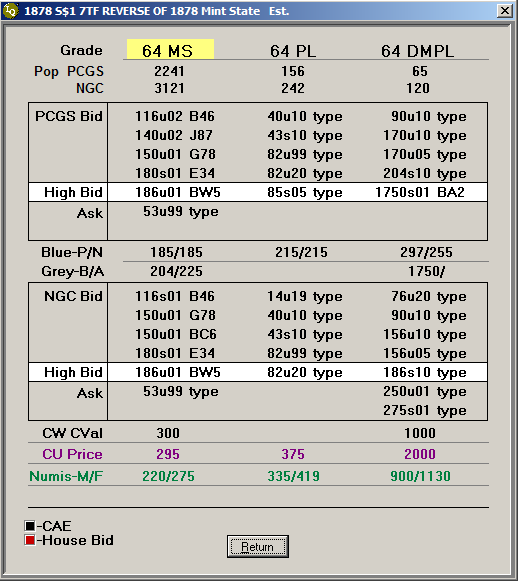 1878 S$1 7TF REVERSE OF 1878 Mint State Est.
Grade 64 MS 64 PL 64 DMPL
Pop PCGS 2241 156 65
NGC 3121 242 120
PCGS Bid 116u02 B46 40u10 type 90u10 type
140u02 J87 43s10 type 170u10 type
150u01 G78 82u99 type 170u05 type
180s01 E34 82u20 type 204s10 type
High Bid 186u01 BW5 85s05 type 1750s01 BA2
Ask 53u99 type
Blue-P/N 185/185 215/215 297/255
Grey-B/A 204/225 1750/
NGC Bid 116s01 B46 14u19 type 76u20 type
150u01 G78 40u10 type 90u10 type
150u01 BC6 43s10 type 156u10 type
180s01 E34 82u99 type 156u05 type
High Bid 186u01 BW5 82u20 type 186s10 type
Ask 53u99 type 250u01 type
275s01 type
CW CVal 300 1000
CU Price 295 375 2000
Numis-M/F 220/275 335/419 900/1130
-CAE
-House Bid
Return